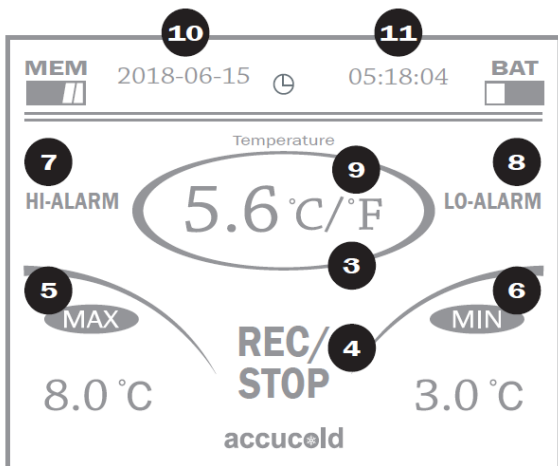 10 11
MEM 2018-06-15 05:18:04 BAT
Temperature
7 9 8
HI-ALARM 5.6 °C/°F LO-ALARM
3
5 6
MAX MIN
REC/ 4
STOP
8.0 °C 3.0 °C
accucold